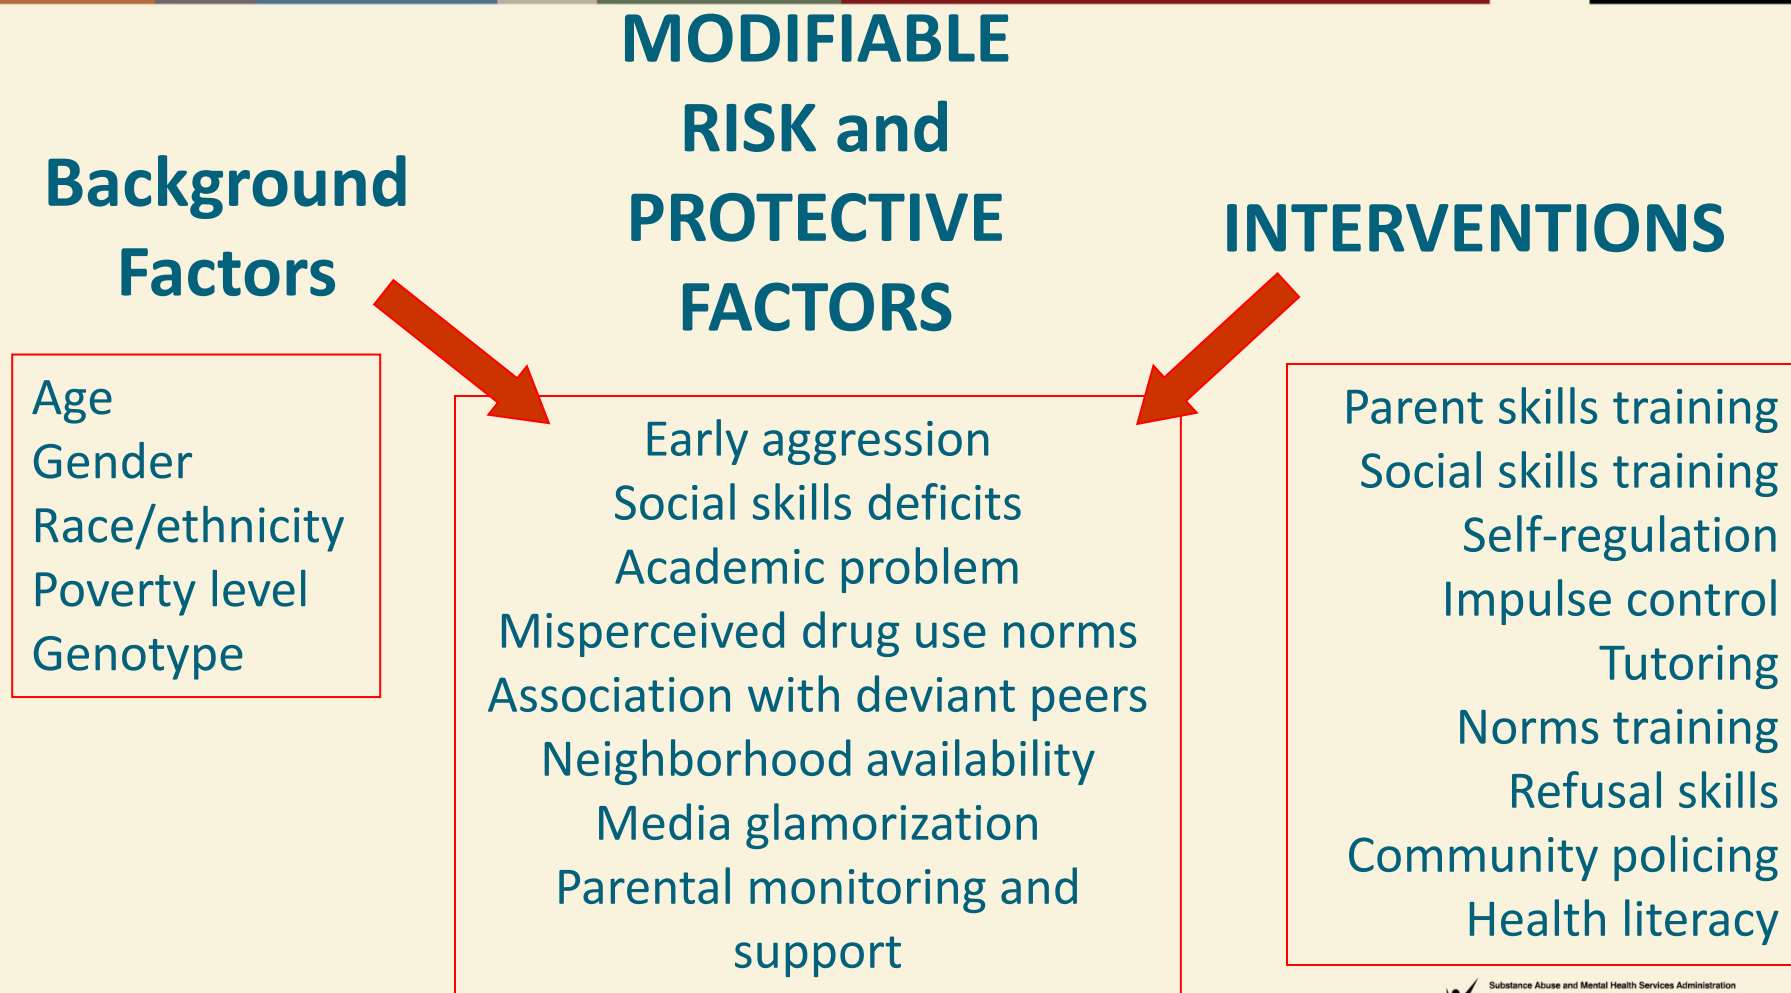 MODIFIABLE
RISK and
PROTECTIVE
FACTORS
Background
Factors
INTERVENTIONS
Age
Gender
Race/ethnicity
Poverty level
Genotype
Early aggression
Social skills deficits
Academic problem
Misperceived drug use norms
Association with deviant peers
Neighborhood availability
Media glamorization
Parental monitoring and
support
Parent skills training
Social skills training
Self-regulation
Impulse control
Tutoring
Norms training
Refusal skills
Community policing
Health literacy
Substance Abuse and Mental Health Services Administration